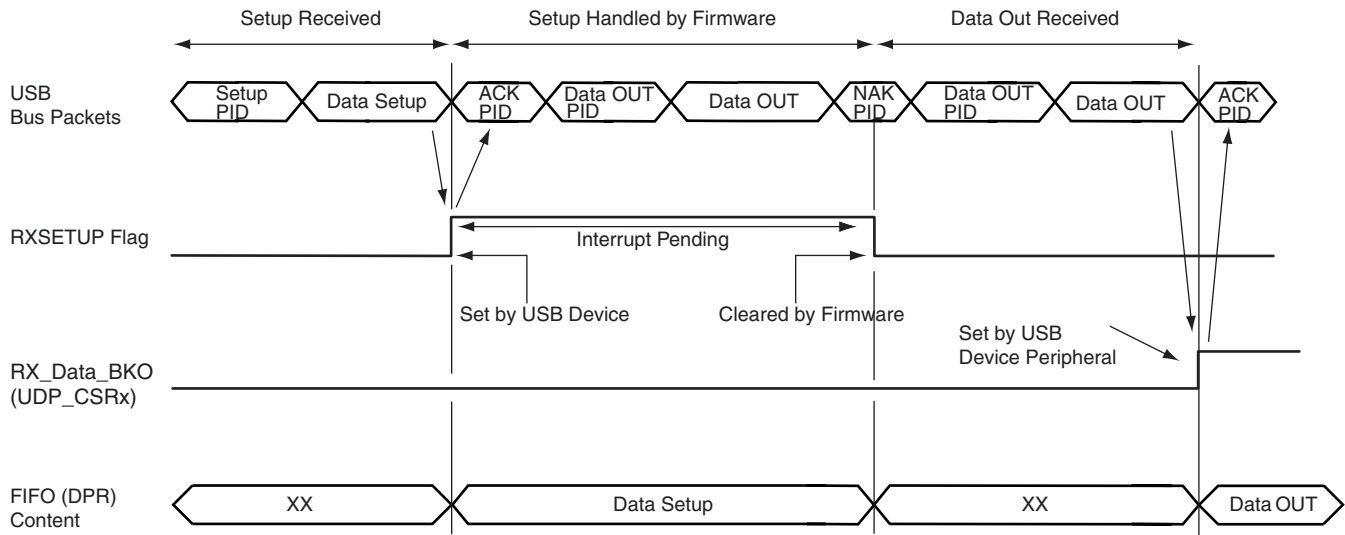 Setup Received
Setup Handled by Firmware
Data Out Received
USB
Bus Packets
Setup
PID
Data Setup
ACK
PID
Data OUT
PID
Data OUT
NAK
PID
Data OUT
PID
Data OUT
ACK
PID
RXSETUP Flag
Interrupt Pending
Set by USB Device
Cleared by Firmware
Set by USB
Device Peripheral
RX_Data_BKO
(UDP_CSRx)
FIFO (DPR)
Content
XX
Data Setup
XX
Data OUT